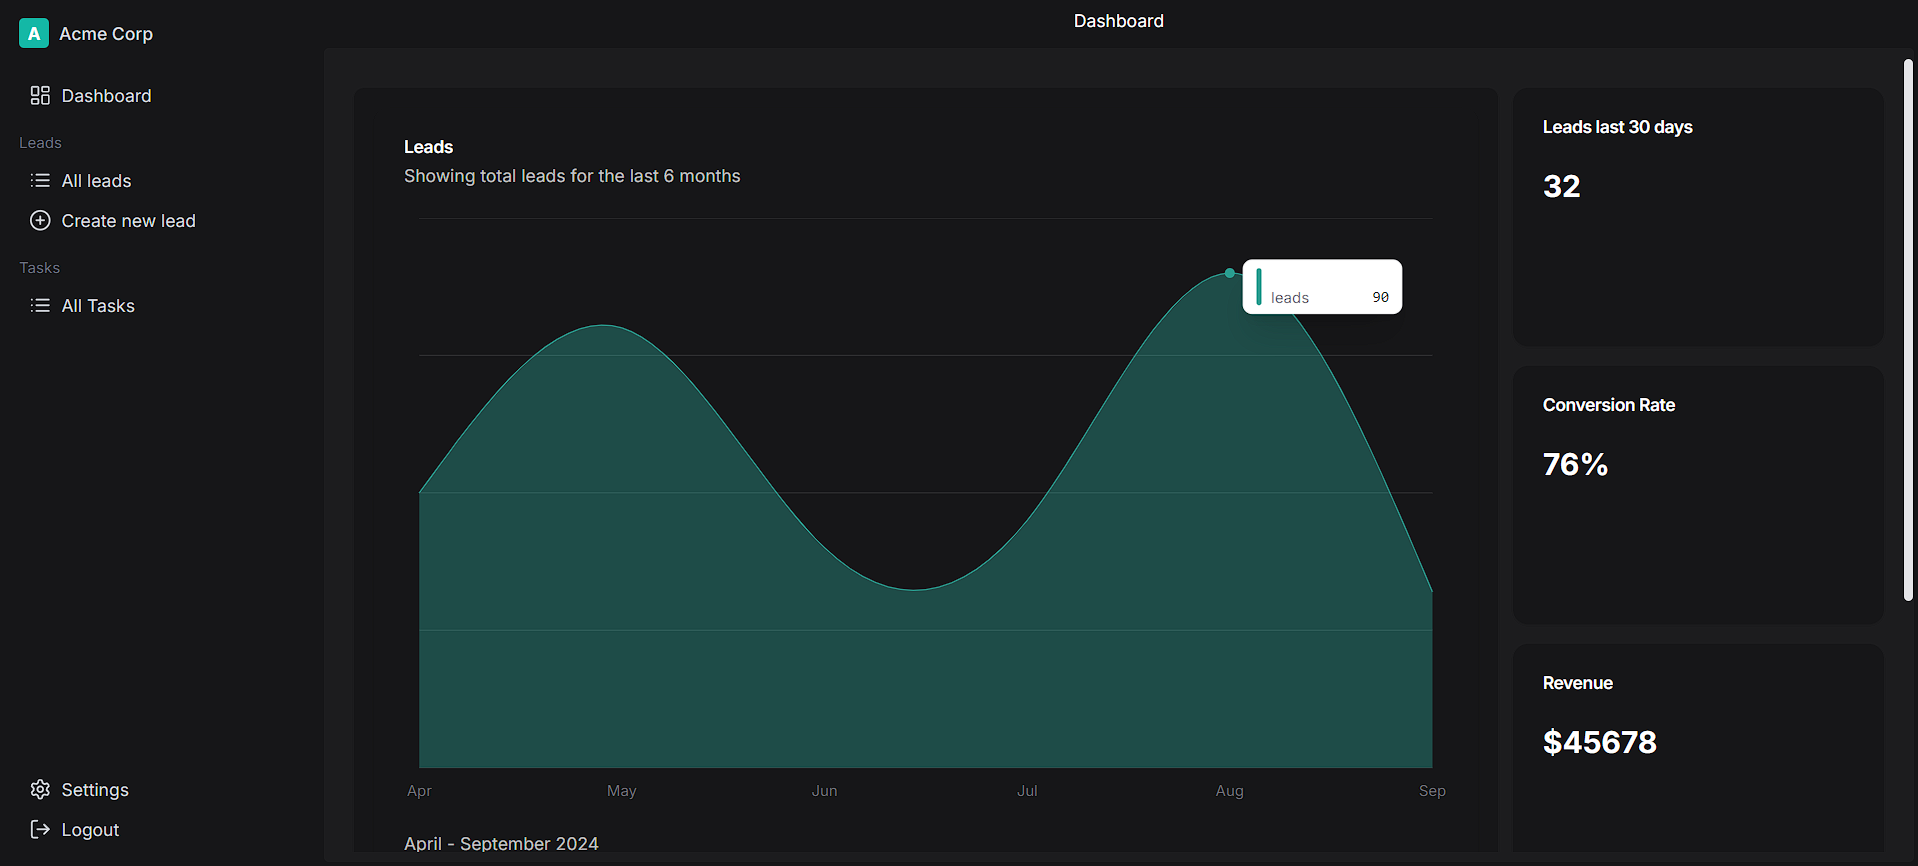 A Acme Corp
Dashboard
Leads
All leads
Create new lead
Tasks
All Tasks
Settings
Logout
Dashboard
Leads
Showing total leads for the last 6 months
leads 90
Apr May Jun Jul Aug Sep
April - September 2024
Leads last 30 days
32
Conversion Rate
76%
Revenue
$45678